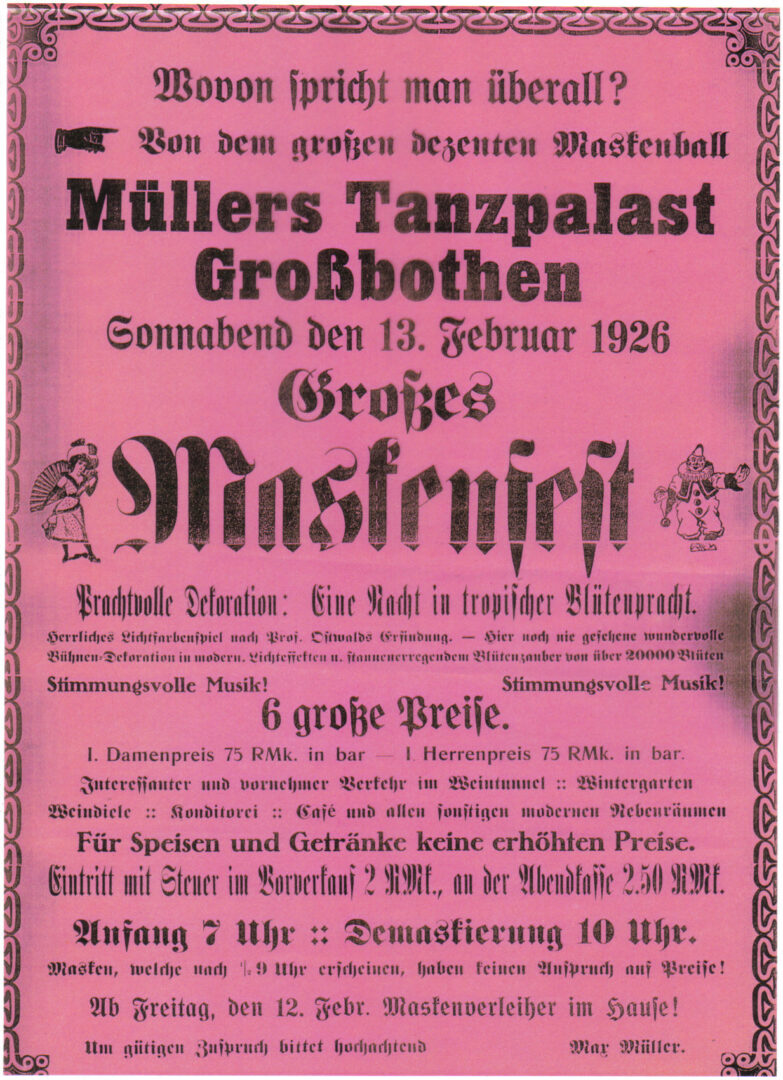 Wovon spricht man überall?
Von dem großen dezenten Maskenball
Müllers Tanzpalast
Großbothen
Sonnabend den 13. Februar 1926
Großes
Maskenfest
Prachtvolle Dekoration: Eine Nacht in tropischer Blütenpracht.
Herrliches Lichtfarbenspiel nach Prof. Ostwalds Erfindung. — Hier noch nie gesehene wundervolle
Bühnen-Dekoration in modern. Lichteffekten u. staunenerregendem Blütenzauber von über 20000 Blüten
Stimmungsvolle Musik! Stimmungsvolle Musik!
6 große Preise.
I. Damenpreis 75 RMk. in bar — I. Herrenpreis 75 RMk. in bar.
Interessanter und vornehmer Verkehr im Weintunnel :: Wintergarten
Weindiele :: Konditorei :: Café und allen sonstigen modernen Nebenräumen
Für Speisen und Getränke keine erhöhten Preise.
Eintritt mit Steuer im Vorverkauf 2 RMk., an der Abendkasse 2.50 RMk.
Anfang 7 Uhr :: Demaskierung 10 Uhr.
Masken, welche nach ½9 Uhr erscheinen, haben keinen Anspruch auf Preise!
Ab Freitag, den 12. Febr. Maskenverleiher im Hause!
Um gütigen Zuspruch bittet hochachtend Max Müller.